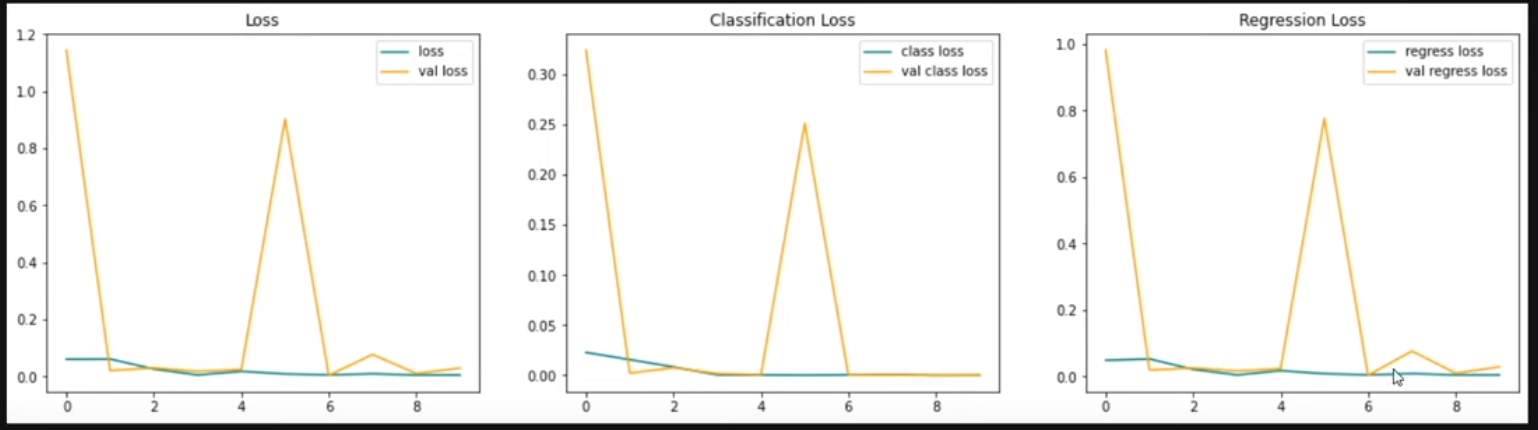 Loss
1.2
1.0
0.8
0.6
0.4
0.2
0.0
0 2 4 6 8
loss
val loss
Classification Loss
0.30
0.25
0.20
0.15
0.10
0.05
0.00
0 2 4 6 8
class loss
val class loss
Regression Loss
1.0
0.8
0.6
0.4
0.2
0.0
0 2 4 6 8
regress loss
val regress loss